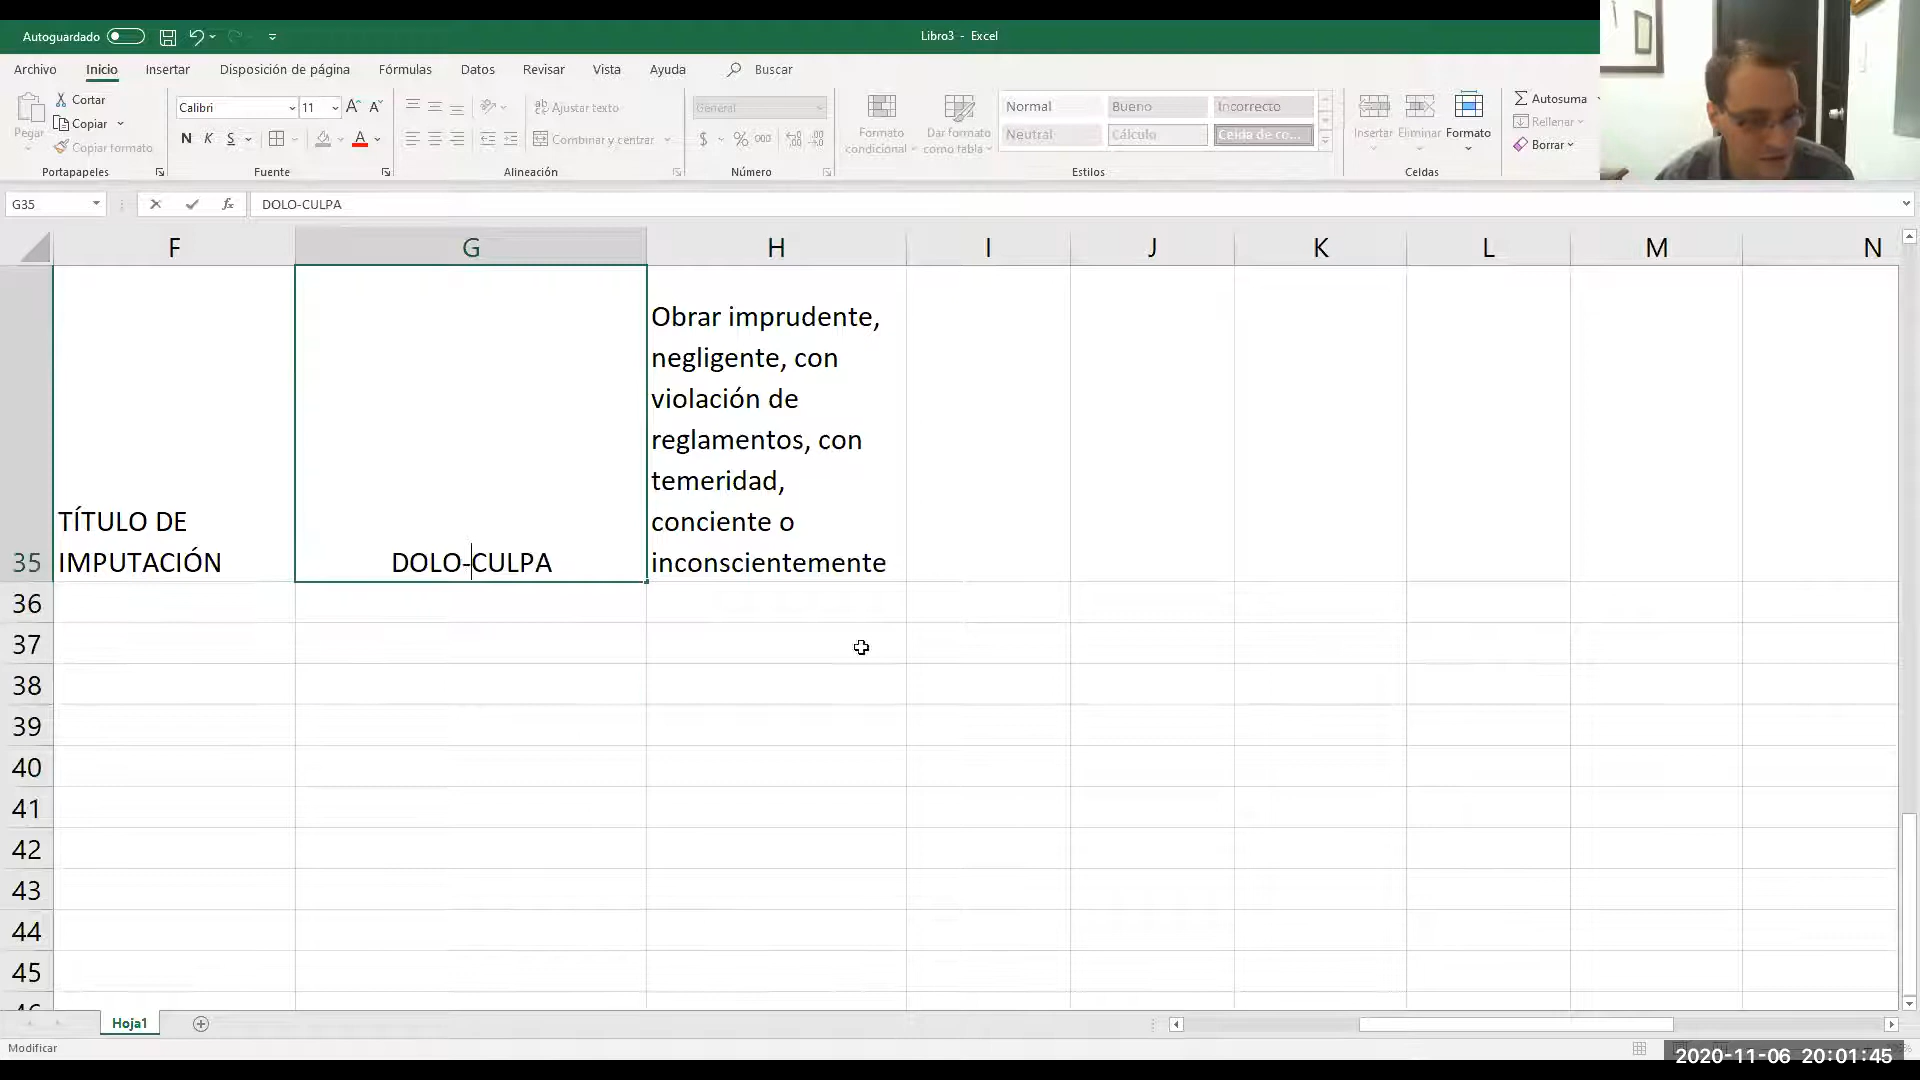 Autoguardado
Libro3 - Excel
Archivo Inicio Insertar Disposición de página Fórmulas Datos Revisar Vista Ayuda Buscar
Pegar
Cortar
Copiar
Copiar formato
Portapapeles
Calibri 11
N K S
Fuente
Ajustar texto
Combinar y centrar
Alineación
General
$ % 000
Número
Formato condicional
Dar formato como tabla
Normal Bueno Incorrecto
Neutral Cálculo Celda de co...
Estilos
Insertar Eliminar Formato
Celdas
Autosuma
Rellenar
Borrar
G35
fx
DOLO-CULPA
F G H I J K L M N
35
TÍTULO DE
IMPUTACIÓN
DOLO-CULPA
Obrar imprudente,
negligente, con
violación de
reglamentos, con
temeridad,
conciente o
inconscientemente
36
37
38
39
40
41
42
43
44
45
Hoja1
Modificar
2020-11-06 20:01:45